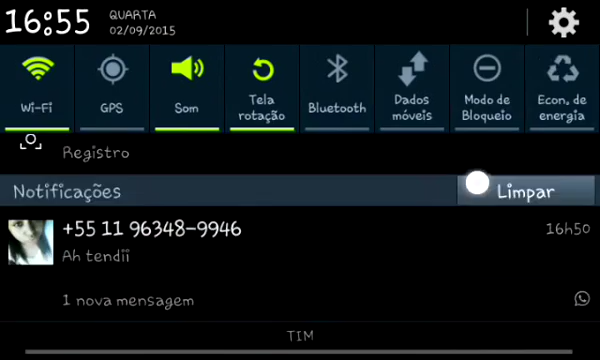 16:55
QUARTA
02/09/2015
Wi-Fi
GPS
Som
Tela
rotação
Bluetooth
Dados
móveis
Modo de
Bloqueio
Econ. de
energia
Registro
Notificações
Limpar
+55 11 96348-9946
16h50
Ah tendii
1 nova mensagem
TIM